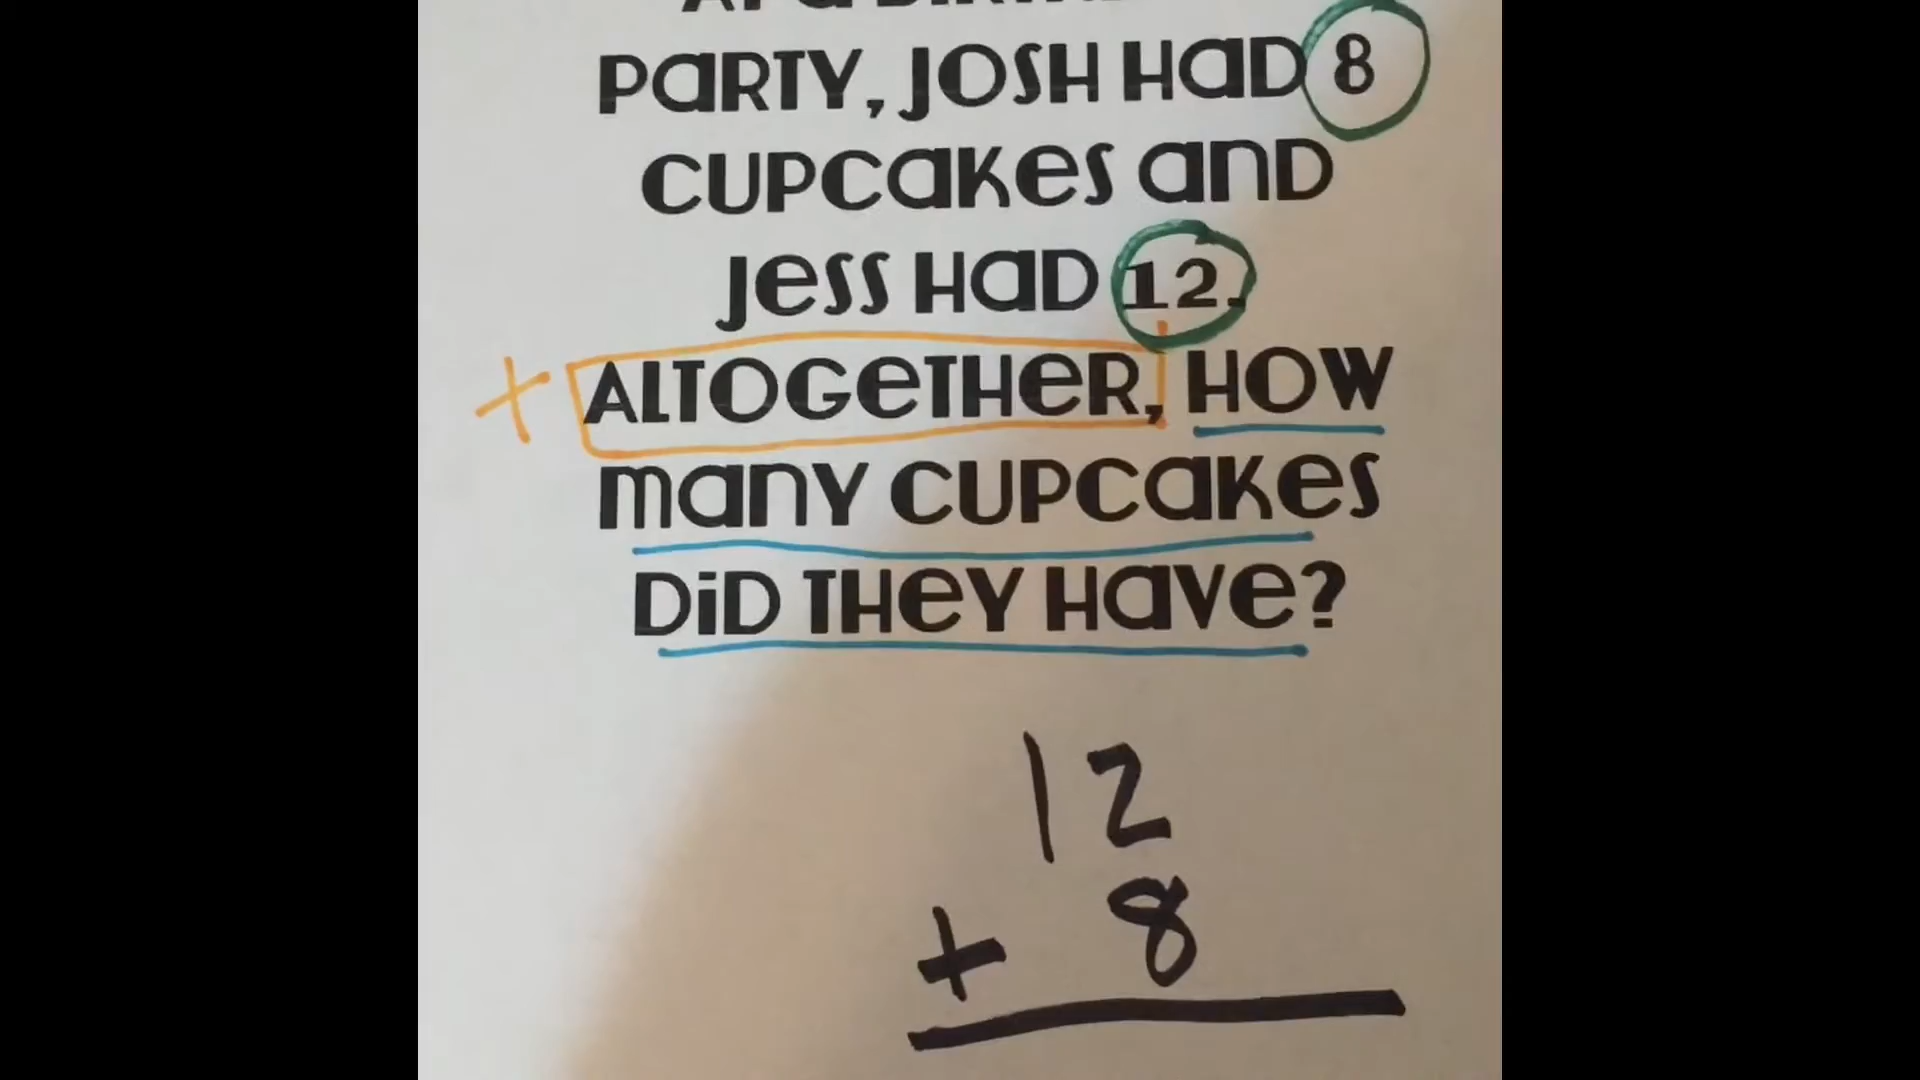 PARTY, JOSH HAD 8
CUPCAKES AND
JESS HAD 12.
+ ALTOGETHER, HOW
MANY CUPCAKES
DID THEY HAVE?
12
+ 8